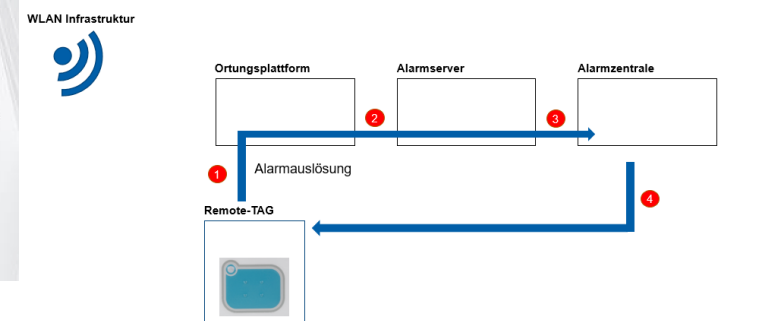 WLAN Infrastruktur
Ortungsplattform
Alarmserver
Alarmzentrale
2
3
1
Alarmauslösung
4
Remote-TAG